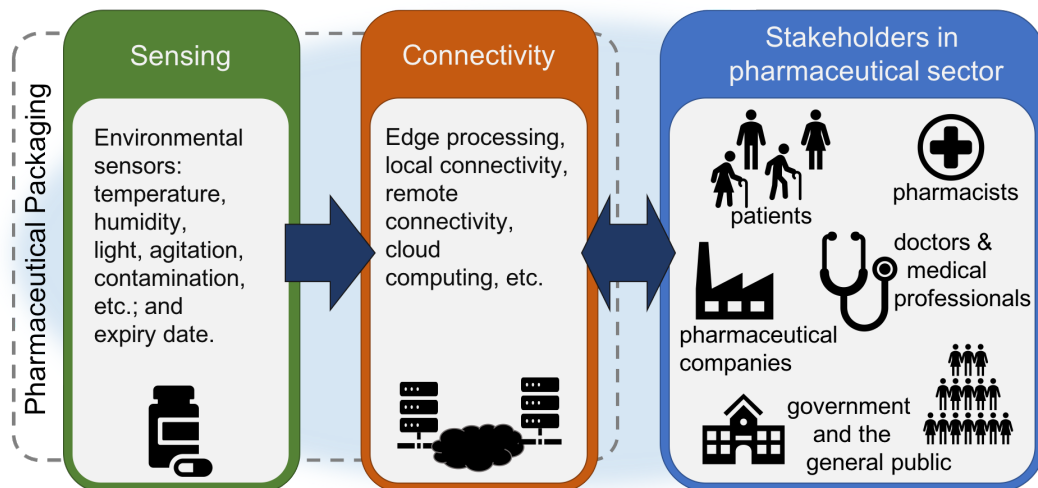 Pharmaceutical Packaging
Sensing
Environmental
sensors:
temperature,
humidity,
light, agitation,
contamination,
etc.; and
expiry date.
Connectivity
Edge processing,
local connectivity,
remote
connectivity,
cloud
computing, etc.
Stakeholders in
pharmaceutical sector
patients
pharmacists
pharmaceutical
companies
doctors &
medical
professionals
government
and the
general public